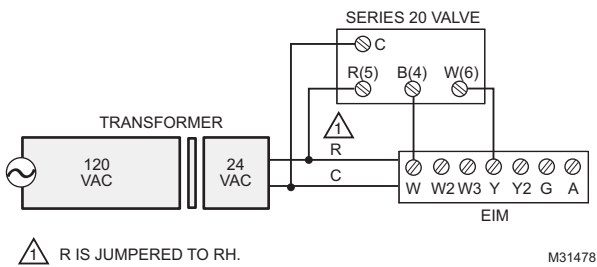 SERIES 20 VALVE
C
R(5) B(4) W(6)
TRANSFORMER
1
R
120 VAC
24 VAC
C
W W2 W3 Y Y2 G A
EIM
1 R IS JUMPERED TO RH.
M31478